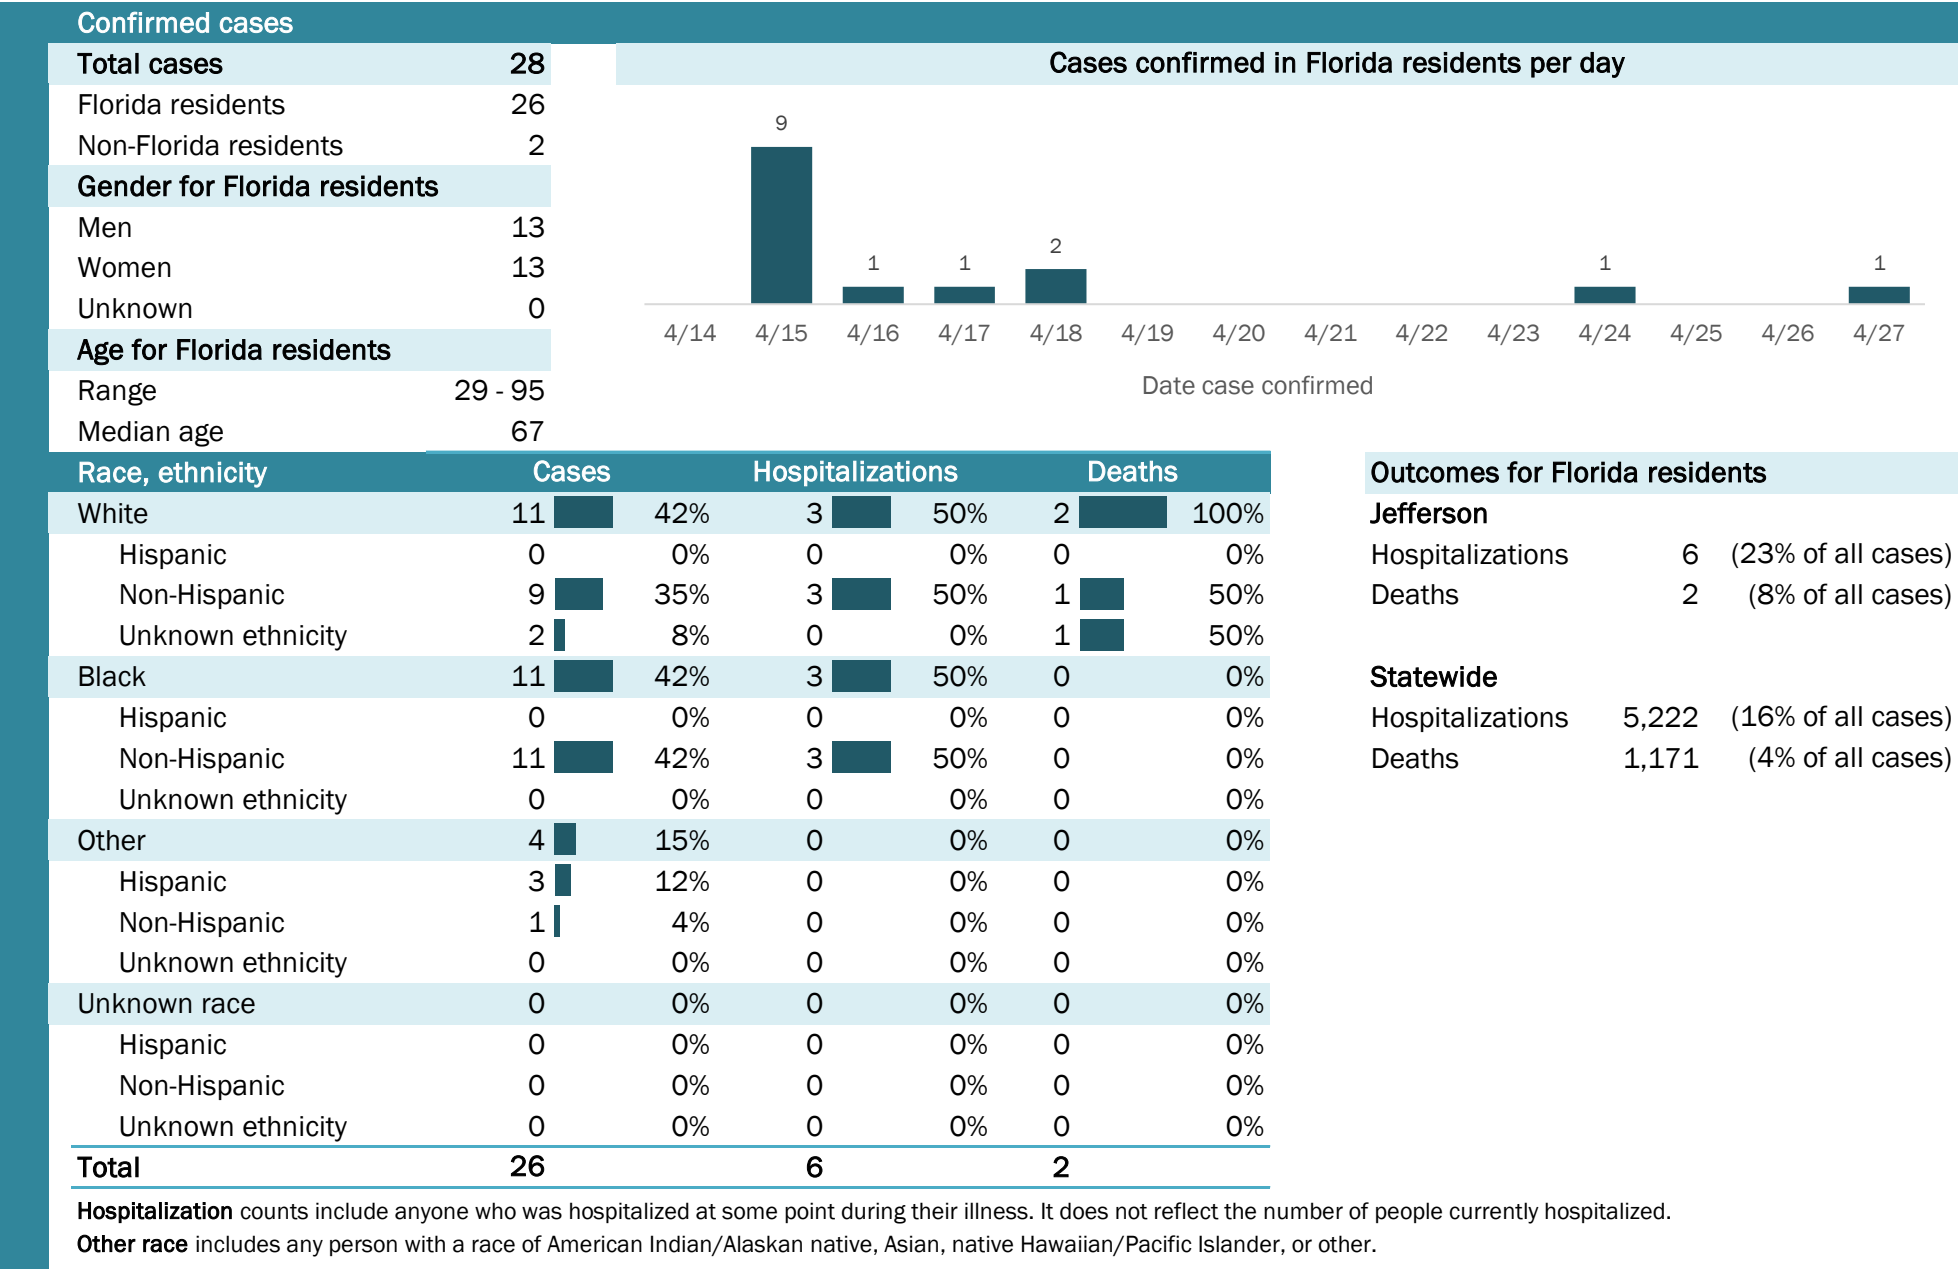 Confirmed cases
Total cases 28
Florida residents 26
Non-Florida residents 2
Gender for Florida residents
Men 13
Women 13
Unknown 0
Age for Florida residents
Range 29 - 95
Median age 67
Cases confirmed in Florida residents per day
9 1 1 2 1 1
4/14 4/15 4/16 4/17 4/18 4/19 4/20 4/21 4/22 4/23 4/24 4/25 4/26 4/27
Date case confirmed
Race, ethnicity Cases Hospitalizations Deaths
White 11 42% 3 50% 2 100%
Hispanic 0 0% 0 0% 0 0%
Non-Hispanic 9 35% 3 50% 1 50%
Unknown ethnicity 2 8% 0 0% 1 50%
Black 11 42% 3 50% 0 0%
Hispanic 0 0% 0 0% 0 0%
Non-Hispanic 11 42% 3 50% 0 0%
Unknown ethnicity 0 0% 0 0% 0 0%
Other 4 15% 0 0% 0 0%
Hispanic 3 12% 0 0% 0 0%
Non-Hispanic 1 4% 0 0% 0 0%
Unknown ethnicity 0 0% 0 0% 0 0%
Unknown race 0 0% 0 0% 0 0%
Hispanic 0 0% 0 0% 0 0%
Non-Hispanic 0 0% 0 0% 0 0%
Unknown ethnicity 0 0% 0 0% 0 0%
Total 26 6 2
Outcomes for Florida residents
Jefferson
Hospitalizations 6 (23% of all cases)
Deaths 2 (8% of all cases)
Statewide
Hospitalizations 5,222 (16% of all cases)
Deaths 1,171 (4% of all cases)
Hospitalization counts include anyone who was hospitalized at some point during their illness. It does not reflect the number of people currently hospitalized.
Other race includes any person with a race of American Indian/Alaskan native, Asian, native Hawaiian/Pacific Islander, or other.